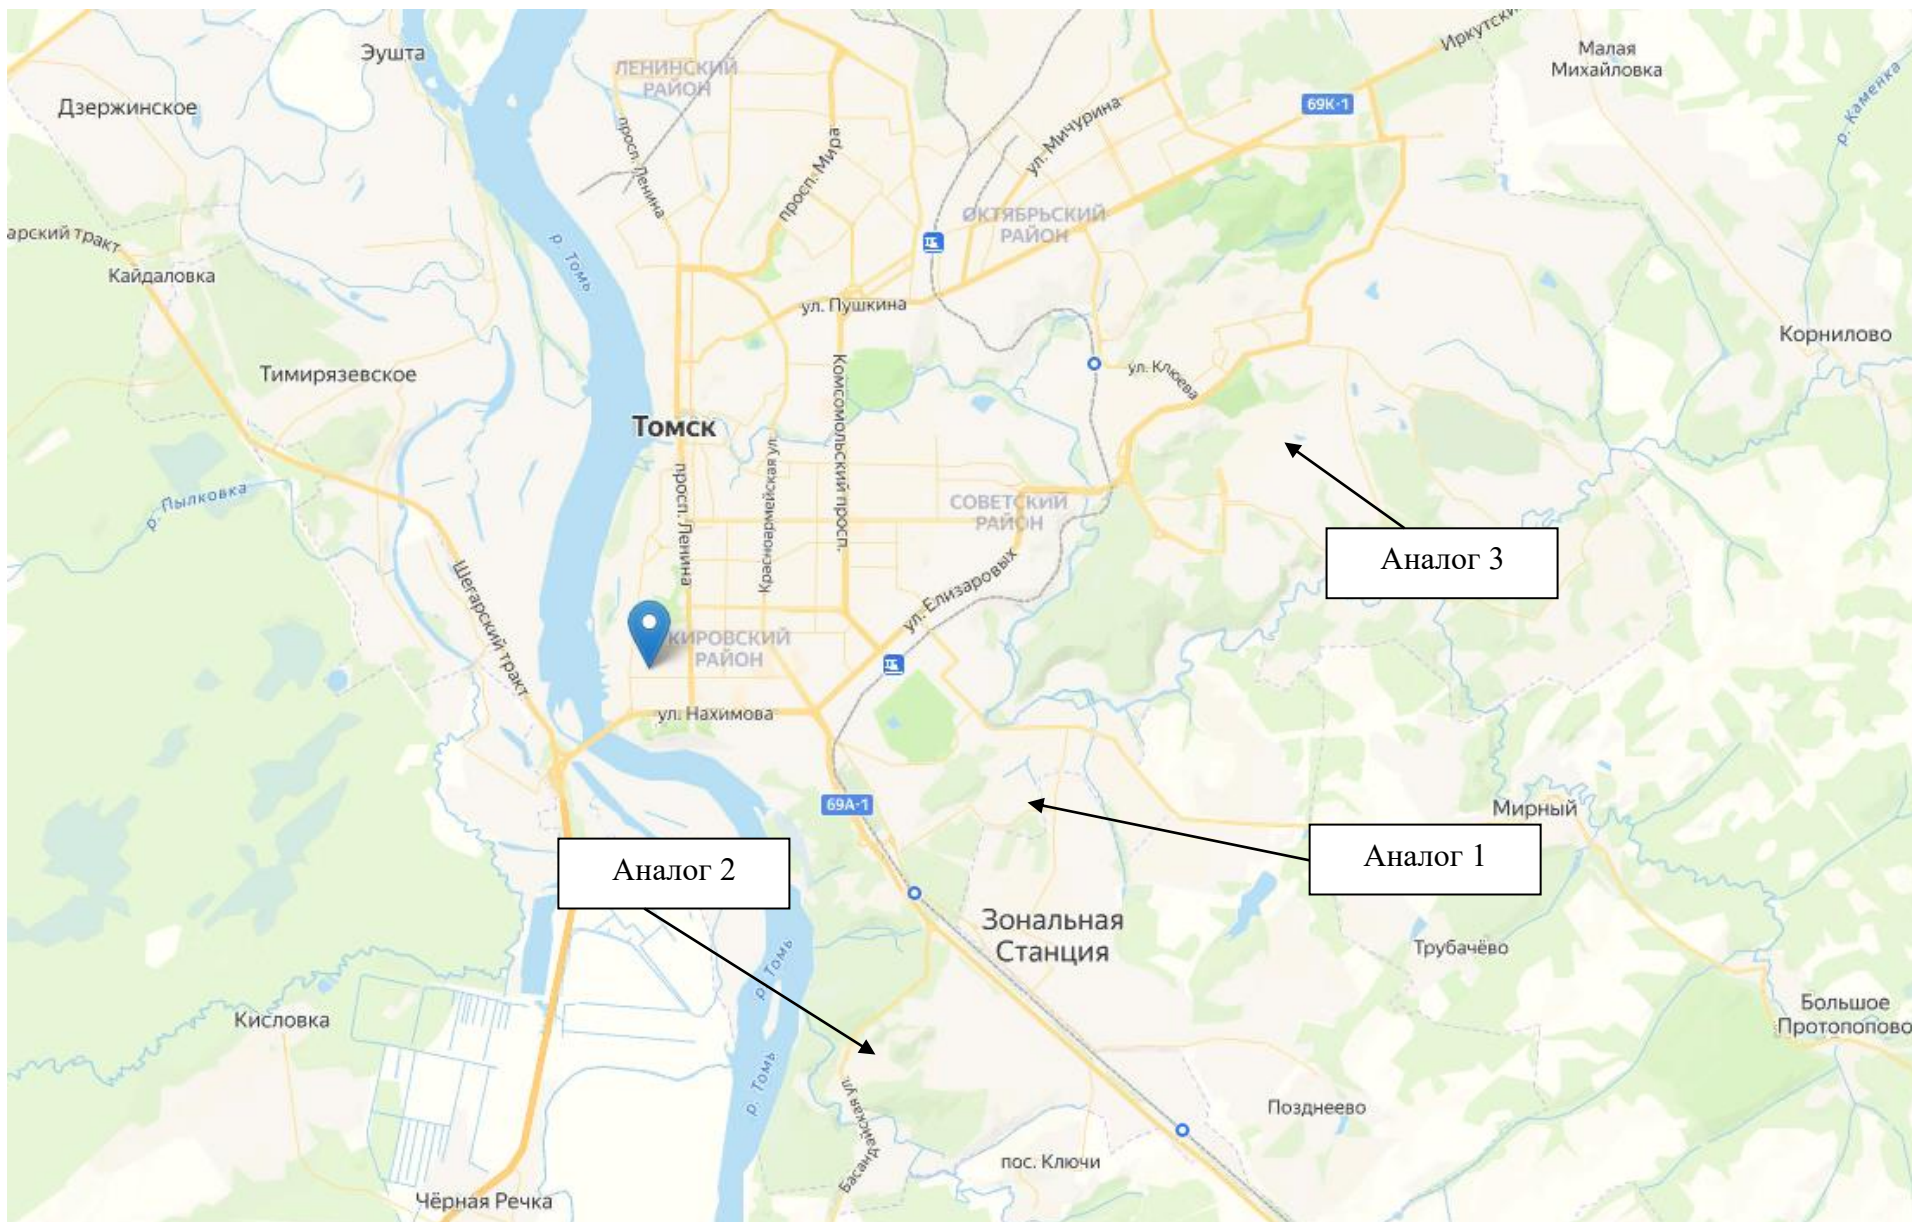 Эушта
Дзержинское
ЛЕНИНСКИЙ
РАЙОН
Малая
Михайловка
69К-1
р. Каменка
ул. Мичурина
просп. Мира
просп. Ленина
ОКТЯБРЬСКИЙ
РАЙОН
арский тракт
р. Томь
Кайдаловка
ул. Пушкина
Корнилово
Тимирязевское
ул. Клюева
Комсомольский просп.
Томск
Красноармейская ул.
просп. Ленина
р. Пылковка
СОВЕТСКИЙ
РАЙОН
Аналог 3
Шегарский тракт
ул. Елизаровых
КИРОВСКИЙ
РАЙОН
ул. Нахимова
69А-1
Мирный
Аналог 2
Аналог 1
Зональная
Станция
Трубачёво
р. Томь
Кисловка
Большое
Протопопово
р. Томь
Басандайская ул.
Позднеево
пос. Ключи
Чёрная Речка